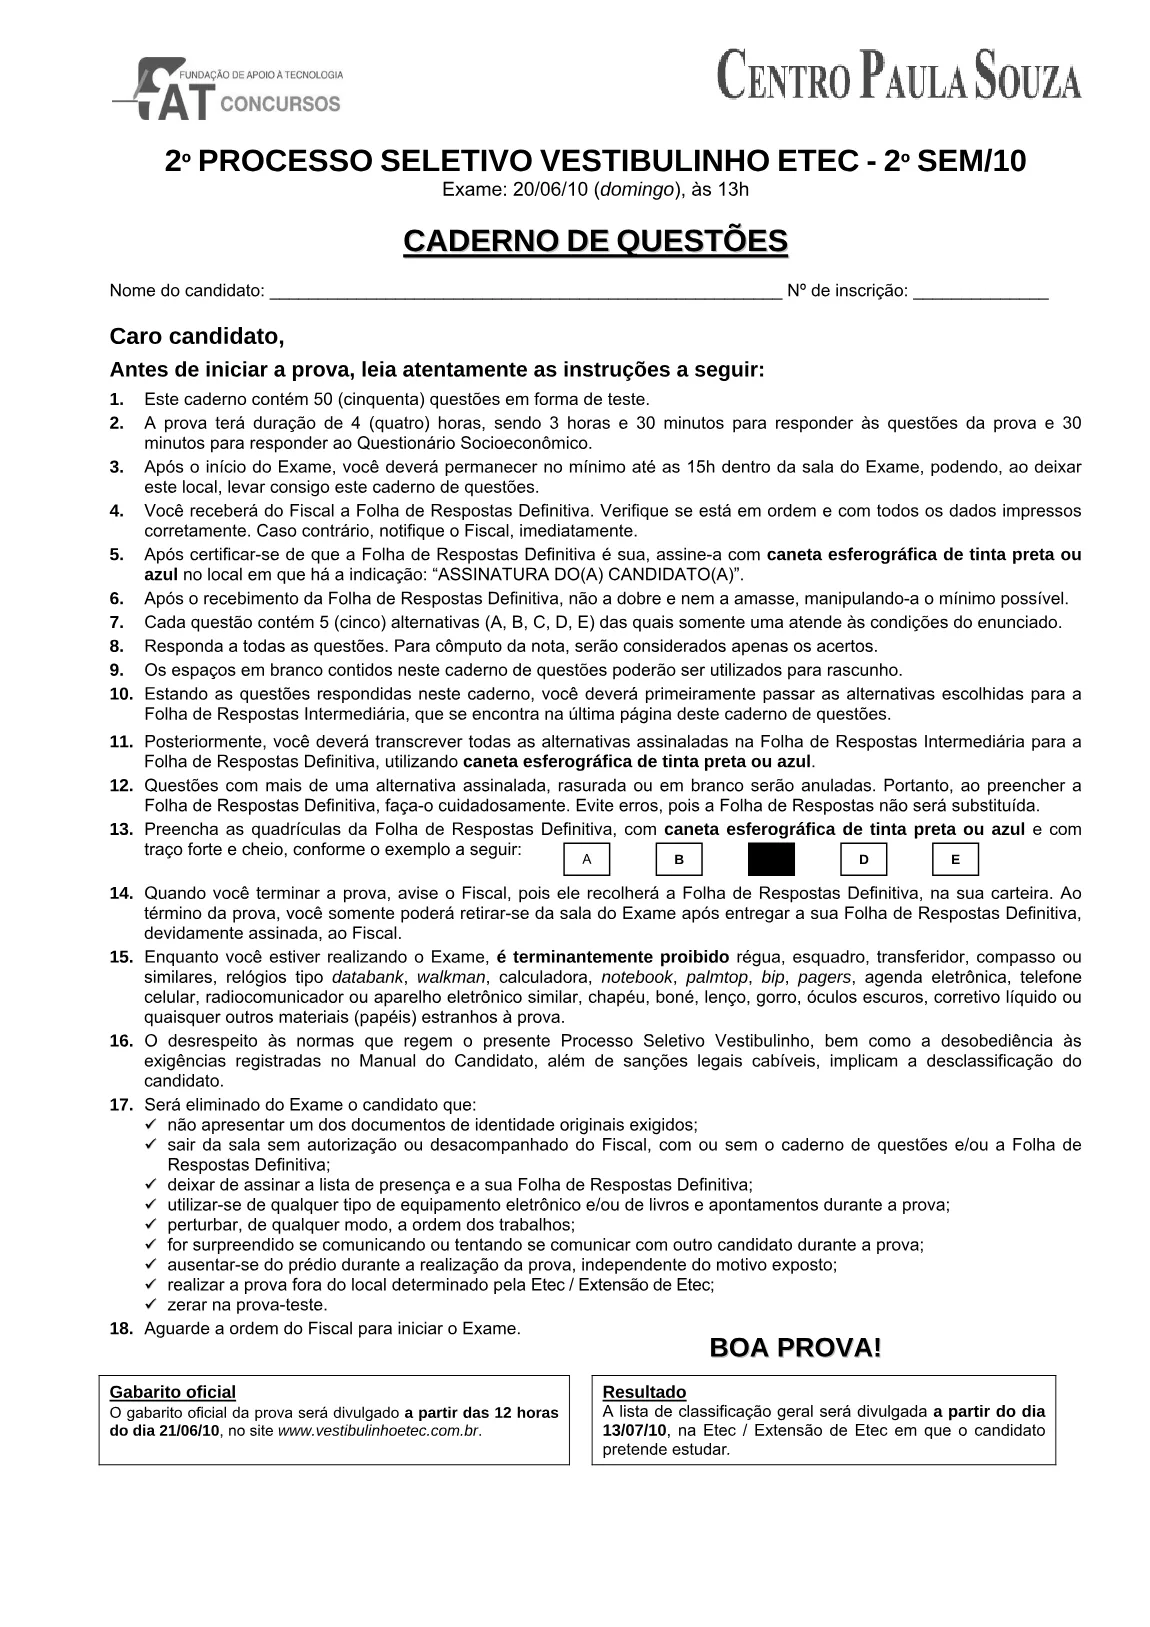 FUNDAÇÃO DE APOIO À TECNOLOGIA
FAT CONCURSOS
CENTRO PAULA SOUZA
2º PROCESSO SELETIVO VESTIBULINHO ETEC - 2º SEM/10
Exame: 20/06/10 (domingo), às 13h
CADERNO DE QUESTÕES
Nome do candidato: _____________________________________________________ Nº de inscrição: ______________
Caro candidato,
Antes de iniciar a prova, leia atentamente as instruções a seguir:
1. Este caderno contém 50 (cinquenta) questões em forma de teste.
2. A prova terá duração de 4 (quatro) horas, sendo 3 horas e 30 minutos para responder às questões da prova e 30
minutos para responder ao Questionário Socioeconômico.
3. Após o início do Exame, você deverá permanecer no mínimo até as 15h dentro da sala do Exame, podendo, ao deixar
este local, levar consigo este caderno de questões.
4. Você receberá do Fiscal a Folha de Respostas Definitiva. Verifique se está em ordem e com todos os dados impressos
corretamente. Caso contrário, notifique o Fiscal, imediatamente.
5. Após certificar-se de que a Folha de Respostas Definitiva é sua, assine-a com caneta esferográfica de tinta preta ou
azul no local em que há a indicação: “ASSINATURA DO(A) CANDIDATO(A)”.
6. Após o recebimento da Folha de Respostas Definitiva, não a dobre e nem a amasse, manipulando-a o mínimo possível.
7. Cada questão contém 5 (cinco) alternativas (A, B, C, D, E) das quais somente uma atende às condições do enunciado.
8. Responda a todas as questões. Para cômputo da nota, serão considerados apenas os acertos.
9. Os espaços em branco contidos neste caderno de questões poderão ser utilizados para rascunho.
10. Estando as questões respondidas neste caderno, você deverá primeiramente passar as alternativas escolhidas para a
Folha de Respostas Intermediária, que se encontra na última página deste caderno de questões.
11. Posteriormente, você deverá transcrever todas as alternativas assinaladas na Folha de Respostas Intermediária para a
Folha de Respostas Definitiva, utilizando caneta esferográfica de tinta preta ou azul.
12. Questões com mais de uma alternativa assinalada, rasurada ou em branco serão anuladas. Portanto, ao preencher a
Folha de Respostas Definitiva, faça-o cuidadosamente. Evite erros, pois a Folha de Respostas não será substituída.
13. Preencha as quadrículas da Folha de Respostas Definitiva, com caneta esferográfica de tinta preta ou azul e com
traço forte e cheio, conforme o exemplo a seguir: A B D E
14. Quando você terminar a prova, avise o Fiscal, pois ele recolherá a Folha de Respostas Definitiva, na sua carteira. Ao
término da prova, você somente poderá retirar-se da sala do Exame após entregar a sua Folha de Respostas Definitiva,
devidamente assinada, ao Fiscal.
15. Enquanto você estiver realizando o Exame, é terminantemente proibido régua, esquadro, transferidor, compasso ou
similares, relógios tipo databank, walkman, calculadora, notebook, palmtop, bip, pagers, agenda eletrônica, telefone
celular, radiocomunicador ou aparelho eletrônico similar, chapéu, boné, lenço, gorro, óculos escuros, corretivo líquido ou
quaisquer outros materiais (papéis) estranhos à prova.
16. O desrespeito às normas que regem o presente Processo Seletivo Vestibulinho, bem como a desobediência às
exigências registradas no Manual do Candidato, além de sanções legais cabíveis, implicam a desclassificação do
candidato.
17. Será eliminado do Exame o candidato que:
✓ não apresentar um dos documentos de identidade originais exigidos;
✓ sair da sala sem autorização ou desacompanhado do Fiscal, com ou sem o caderno de questões e/ou a Folha de
Respostas Definitiva;
✓ deixar de assinar a lista de presença e a sua Folha de Respostas Definitiva;
✓ utilizar-se de qualquer tipo de equipamento eletrônico e/ou de livros e apontamentos durante a prova;
✓ perturbar, de qualquer modo, a ordem dos trabalhos;
✓ for surpreendido se comunicando ou tentando se comunicar com outro candidato durante a prova;
✓ ausentar-se do prédio durante a realização da prova, independente do motivo exposto;
✓ realizar a prova fora do local determinado pela Etec / Extensão de Etec;
✓ zerar na prova-teste.
18. Aguarde a ordem do Fiscal para iniciar o Exame.
BOA PROVA!
Gabarito oficial
O gabarito oficial da prova será divulgado a partir das 12 horas
do dia 21/06/10, no site www.vestibulinhoetec.com.br.
Resultado
A lista de classificação geral será divulgada a partir do dia
13/07/10, na Etec / Extensão de Etec em que o candidato
pretende estudar.